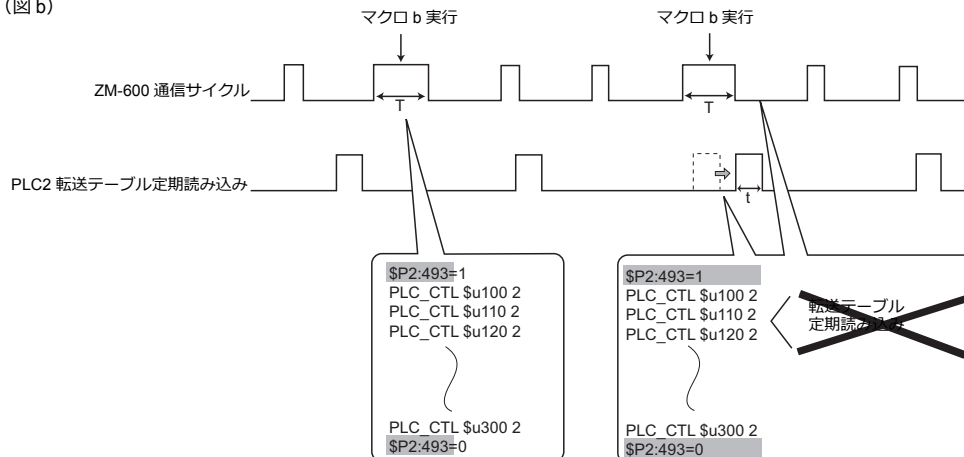 (図 b)
マクロ b 実行
マクロ b 実行
ZM-600 通信サイクル
T
T
PLC2 転送テーブル定期読み込み
t
$P2:493=1
PLC_CTL $u100 2
PLC_CTL $u110 2
PLC_CTL $u120 2
PLC_CTL $u300 2
$P2:493=0
$P2:493=1
PLC_CTL $u100 2
PLC_CTL $u110 2
PLC_CTL $u120 2
PLC_CTL $u300 2
$P2:493=0
転送テーブル
定期読み込み